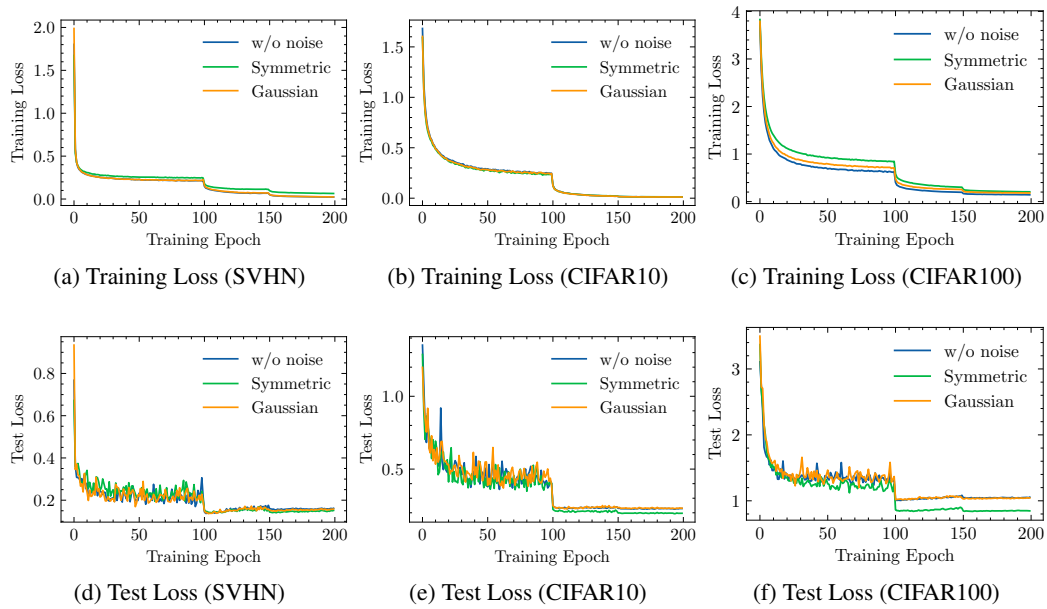 2.0
1.5
1.0
0.5
0.0
Training Loss
w/o noise
Symmetric
Gaussian
0 50 100 150 200
Training Epoch
(a) Training Loss (SVHN)
1.5
1.0
0.5
0.0
Training Loss
w/o noise
Symmetric
Gaussian
0 50 100 150 200
Training Epoch
(b) Training Loss (CIFAR10)
4
3
2
1
0
Training Loss
w/o noise
Symmetric
Gaussian
0 50 100 150 200
Training Epoch
(c) Training Loss (CIFAR100)
0.8
0.6
0.4
0.2
Test Loss
w/o noise
Symmetric
Gaussian
0 50 100 150 200
Training Epoch
(d) Test Loss (SVHN)
1.0
0.5
Test Loss
w/o noise
Symmetric
Gaussian
0 50 100 150 200
Training Epoch
(e) Test Loss (CIFAR10)
3
2
1
Test Loss
w/o noise
Symmetric
Gaussian
0 50 100 150 200
Training Epoch
(f) Test Loss (CIFAR100)